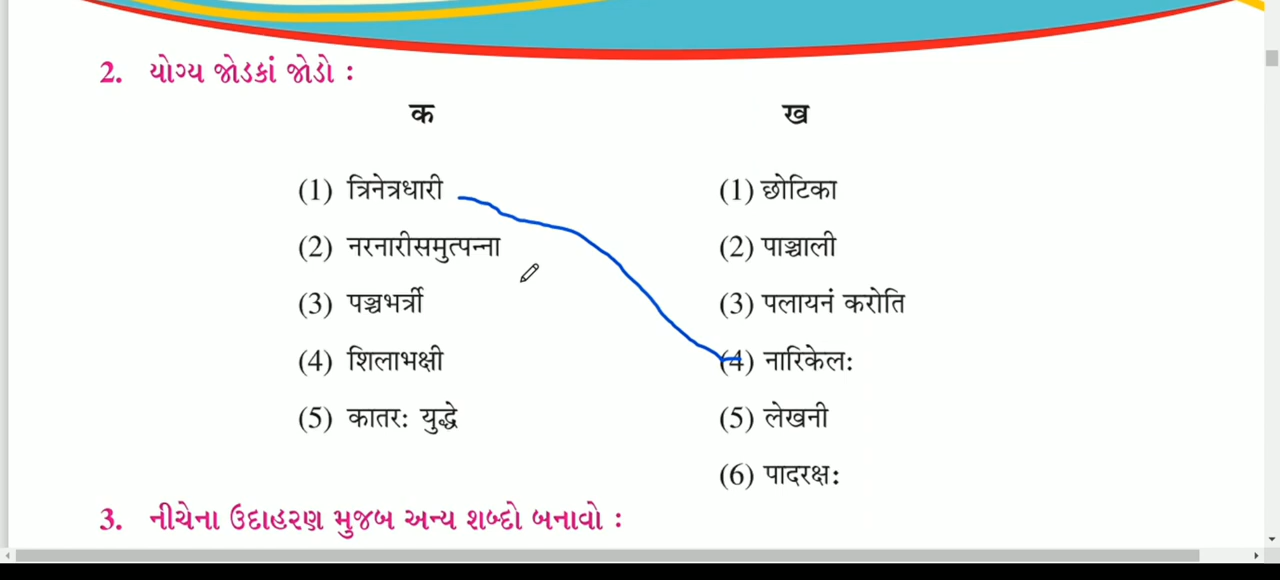 2. યોગ્ય જોડકાં જોડો :
क ख
(1) त्रिनेत्रधारी (1) छोटिका
(2) नरनारीसमुत्पन्ना (2) पाञ्चाली
(3) पञ्चभर्त्री (3) पलायनं करोति
(4) शिलाभक्षी (4) नारिकेलः
(5) कातरः युद्धे (5) लेखनी
(6) पादरक्षः
3. નીચેના ઉદાહરણ મુજબ અન્ય શબ્દો બનાવો :